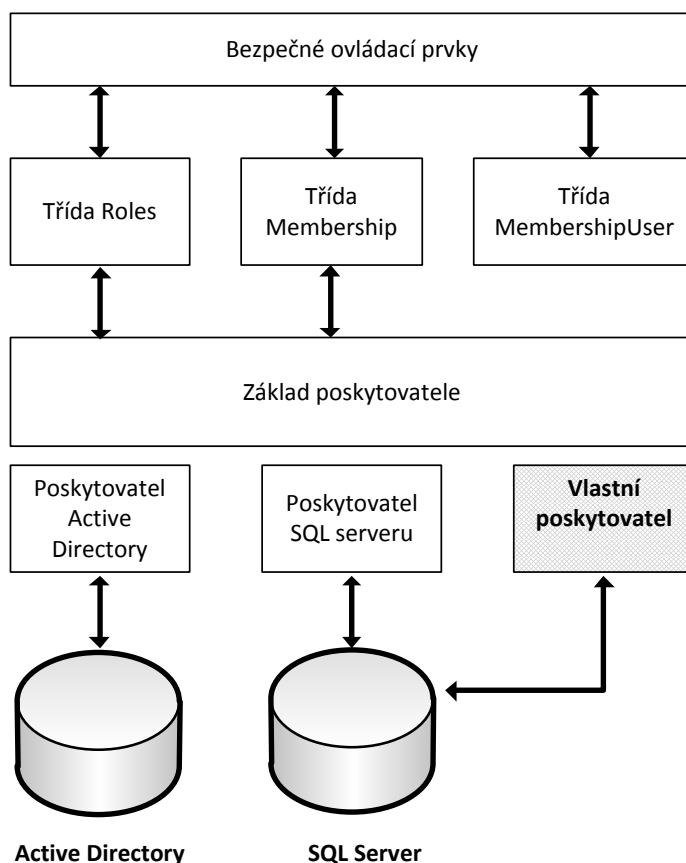 Bezpečné ovládací prvky
Třída Roles
Třída
Membership
Třída
MembershipUser
Základ poskytovatele
Poskytovatel
Active
Directory
Poskytovatel
SQL serveru
Vlastní
poskytovatel
Active Directory
SQL Server